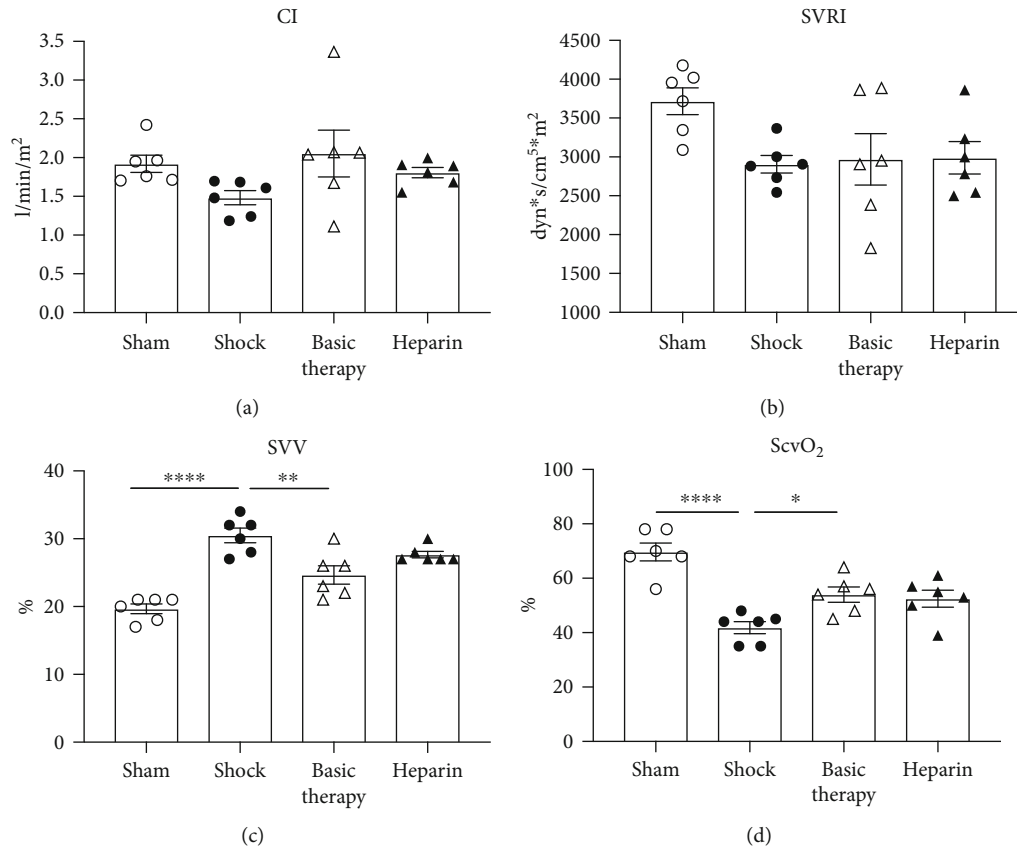 CI
3.5
3.0
2.5
2.0
1.5
1.0
0.5
0.0
l/min/m²
Sham Shock Basic therapy Heparin
(a)
SVRI
4500
4000
3500
3000
2500
2000
1500
1000
dyn*s/cm⁵*m²
Sham Shock Basic therapy Heparin
(b)
SVV
40
30
20
10
0
%
**** **
Sham Shock Basic therapy Heparin
(c)
ScvO₂
100
80
60
40
20
0
%
**** *
Sham Shock Basic therapy Heparin
(d)